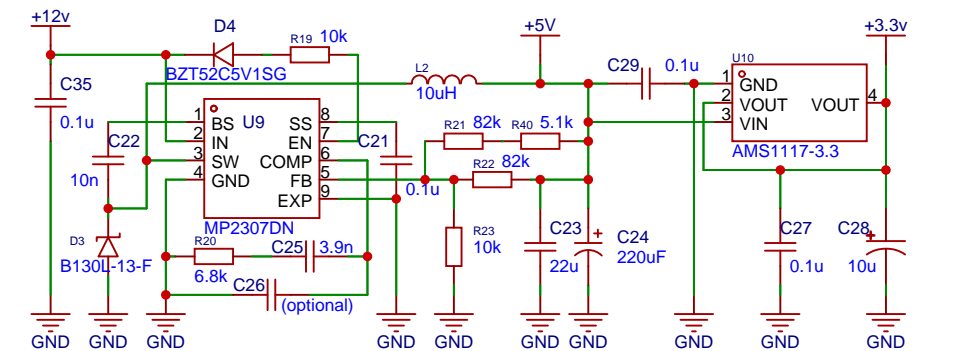 +12v
+5V
+3.3v
D4
R19 10k
BZT52C5V1SG
C35
0.1u
L2
10uH
C29 0.1u
U10
1 GND
2 VOUT
3 VIN
VOUT 4
AMS1117-3.3
U9
1 BS
2 IN
3 SW
4 GND
SS 8
EN 7
COMP 6
FB 5
EXP 9
MP2307DN
C22
10n
C21
0.1u
R21 82k
R40 5.1k
R22 82k
D3
B130L-13-F
R20
6.8k
C25 3.9n
C26
(optional)
R23
10k
C23
22u
C24
220uF
C27
0.1u
C28
10u
GND
GND
GND
GND
GND
GND
GND
GND
GND
GND